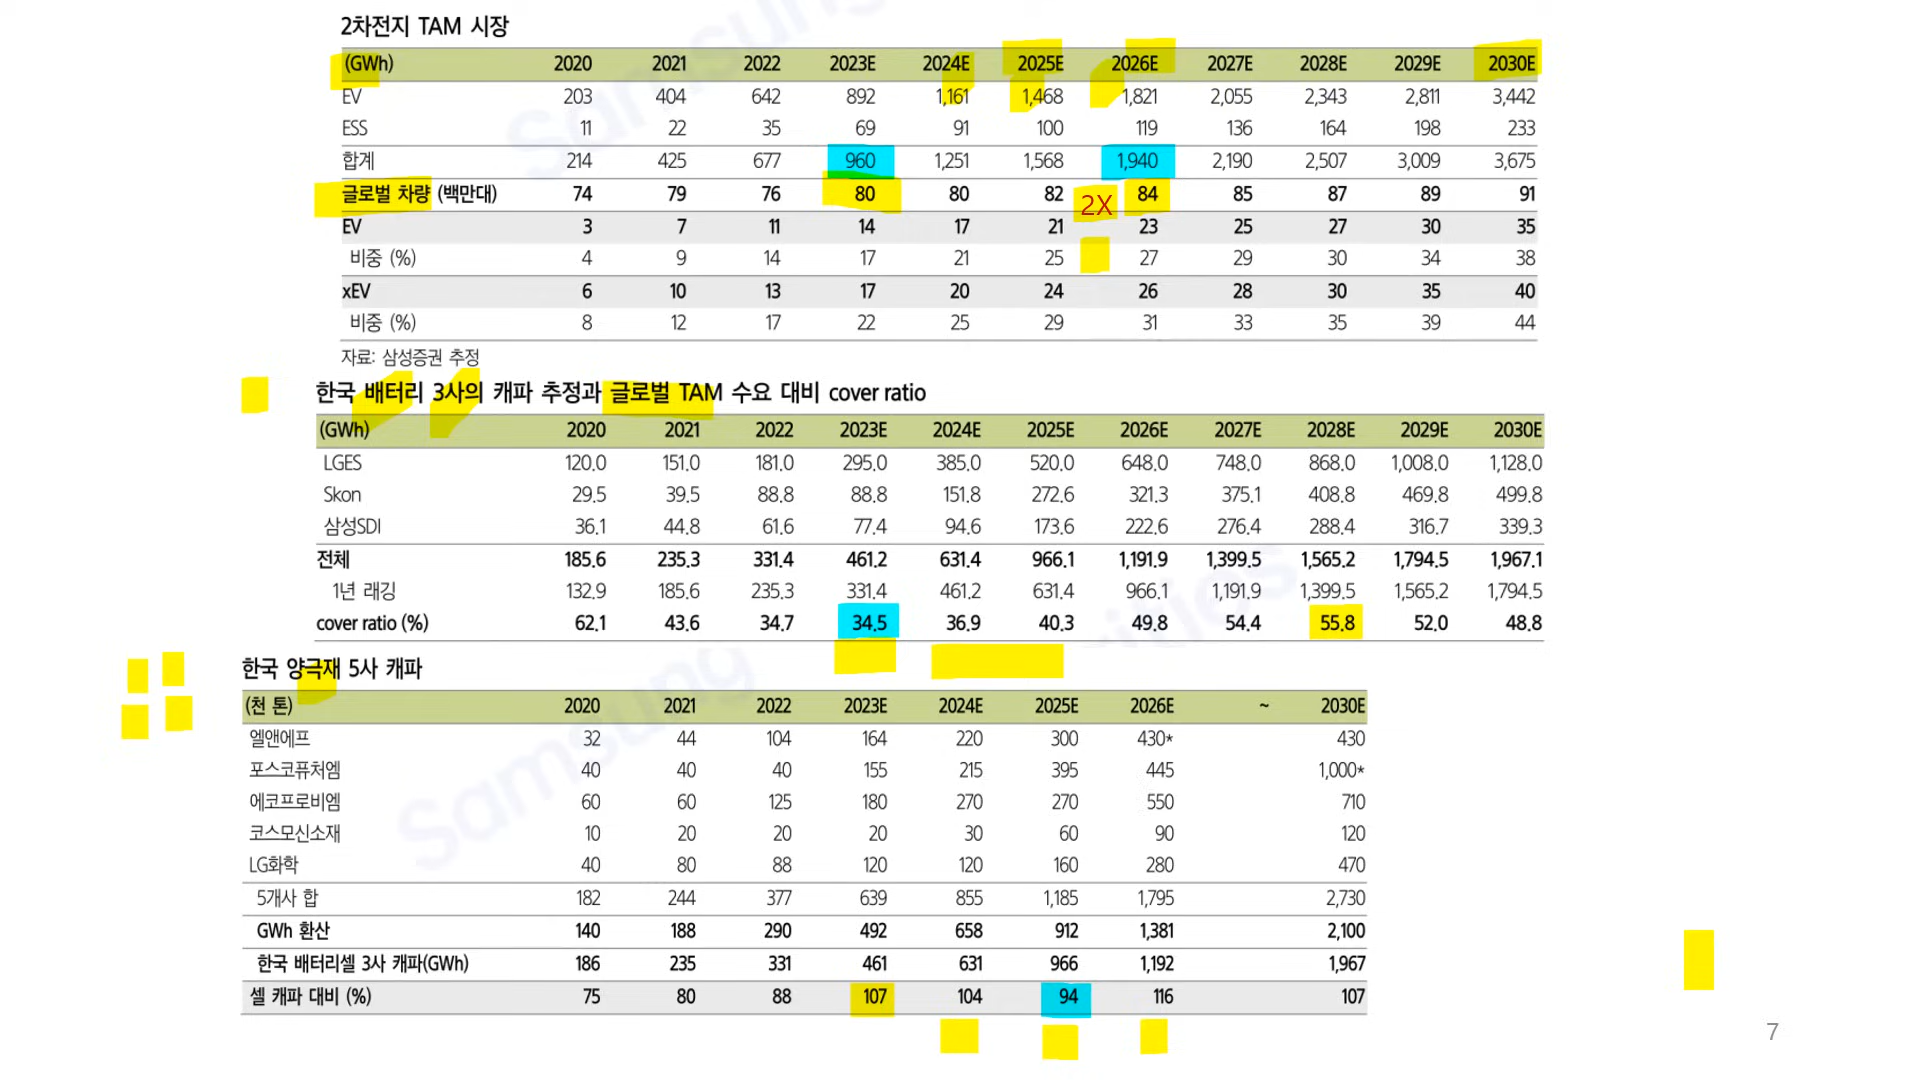 2차전지 TAM 시장
(GWh) 2020 2021 2022 2023E 2024E 2025E 2026E 2027E 2028E 2029E 2030E
EV 203 404 642 892 1,161 1,468 1,821 2,055 2,343 2,811 3,442
ESS 11 22 35 69 91 100 119 136 164 198 233
합계 214 425 677 960 1,251 1,568 1,940 2,190 2,507 3,009 3,675
글로벌 차량 (백만대) 74 79 76 80 80 82 84 85 87 89 91
2X
EV 3 7 11 14 17 21 23 25 27 30 35
비중 (%) 4 9 14 17 21 25 27 29 30 34 38
xEV 6 10 13 17 20 24 26 28 30 35 40
비중 (%) 8 12 17 22 25 29 31 33 35 39 44
자료: 삼성증권 추정
한국 배터리 3사의 캐파 추정과 글로벌 TAM 수요 대비 cover ratio
(GWh) 2020 2021 2022 2023E 2024E 2025E 2026E 2027E 2028E 2029E 2030E
LGES 120.0 151.0 181.0 295.0 385.0 520.0 648.0 748.0 868.0 1,008.0 1,128.0
Skon 29.5 39.5 88.8 88.8 151.8 272.6 321.3 375.1 408.8 469.8 499.8
삼성SDI 36.1 44.8 61.6 77.4 94.6 173.6 222.6 276.4 288.4 316.7 339.3
전체 185.6 235.3 331.4 461.2 631.4 966.1 1,191.9 1,399.5 1,565.2 1,794.5 1,967.1
1년 래깅 132.9 185.6 235.3 331.4 461.2 631.4 966.1 1,191.9 1,399.5 1,565.2 1,794.5
cover ratio (%) 62.1 43.6 34.7 34.5 36.9 40.3 49.8 54.4 55.8 52.0 48.8
한국 양극재 5사 캐파
(천 톤) 2020 2021 2022 2023E 2024E 2025E 2026E ~ 2030E
엘앤에프 32 44 104 164 220 300 430* 430
포스코퓨처엠 40 40 40 155 215 395 445 1,000*
에코프로비엠 60 60 125 180 270 270 550 710
코스모신소재 10 20 20 20 30 60 90 120
LG화학 40 80 88 120 120 160 280 470
5개사 합 182 244 377 639 855 1,185 1,795 2,730
GWh 환산 140 188 290 492 658 912 1,381 2,100
한국 배터리셀 3사 캐파(GWh) 186 235 331 461 631 966 1,192 1,967
셀 캐파 대비 (%) 75 80 88 107 104 94 116 107
7
Samsung
Samsung
Samsung